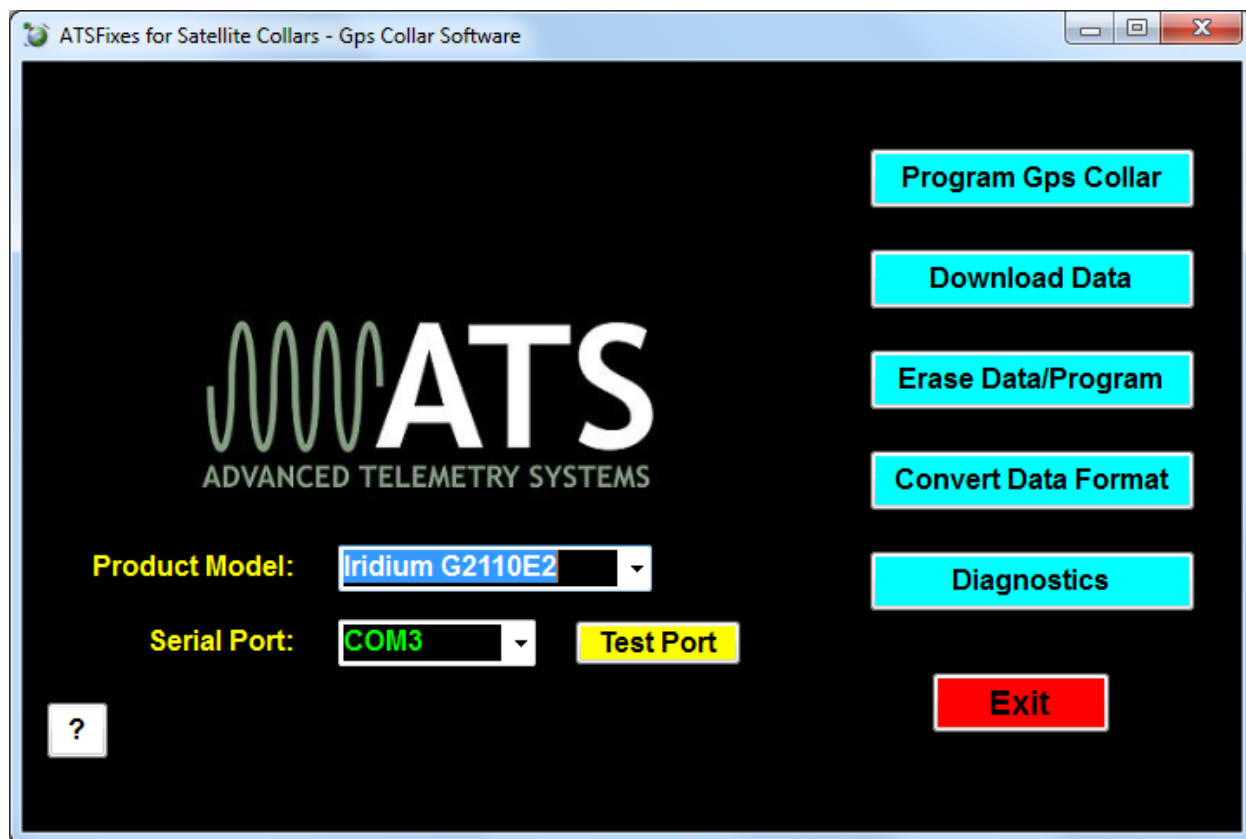 ATSFixes for Satellite Collars - Gps Collar Software
Program Gps Collar
Download Data
Erase Data/Program
Convert Data Format
Diagnostics
Exit
ATS
ADVANCED TELEMETRY SYSTEMS
Product Model: Iridium G2110E2
Serial Port: COM3 Test Port
?